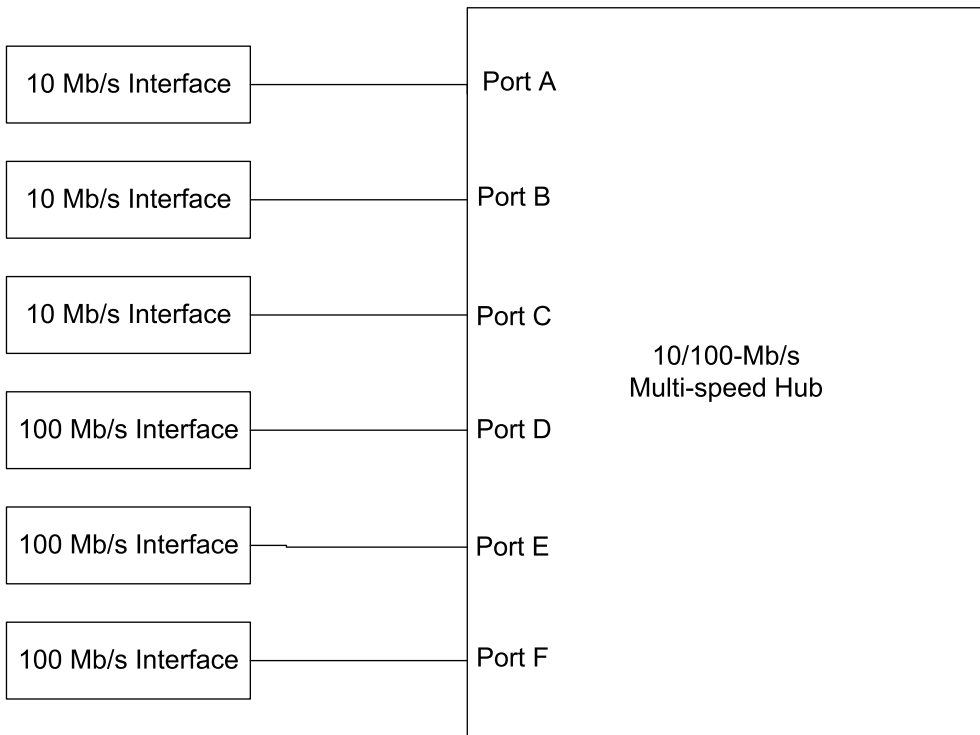 10 Mb/s Interface
Port A
10 Mb/s Interface
Port B
10 Mb/s Interface
Port C
10/100-Mb/s
Multi-speed Hub
100 Mb/s Interface
Port D
100 Mb/s Interface
Port E
100 Mb/s Interface
Port F